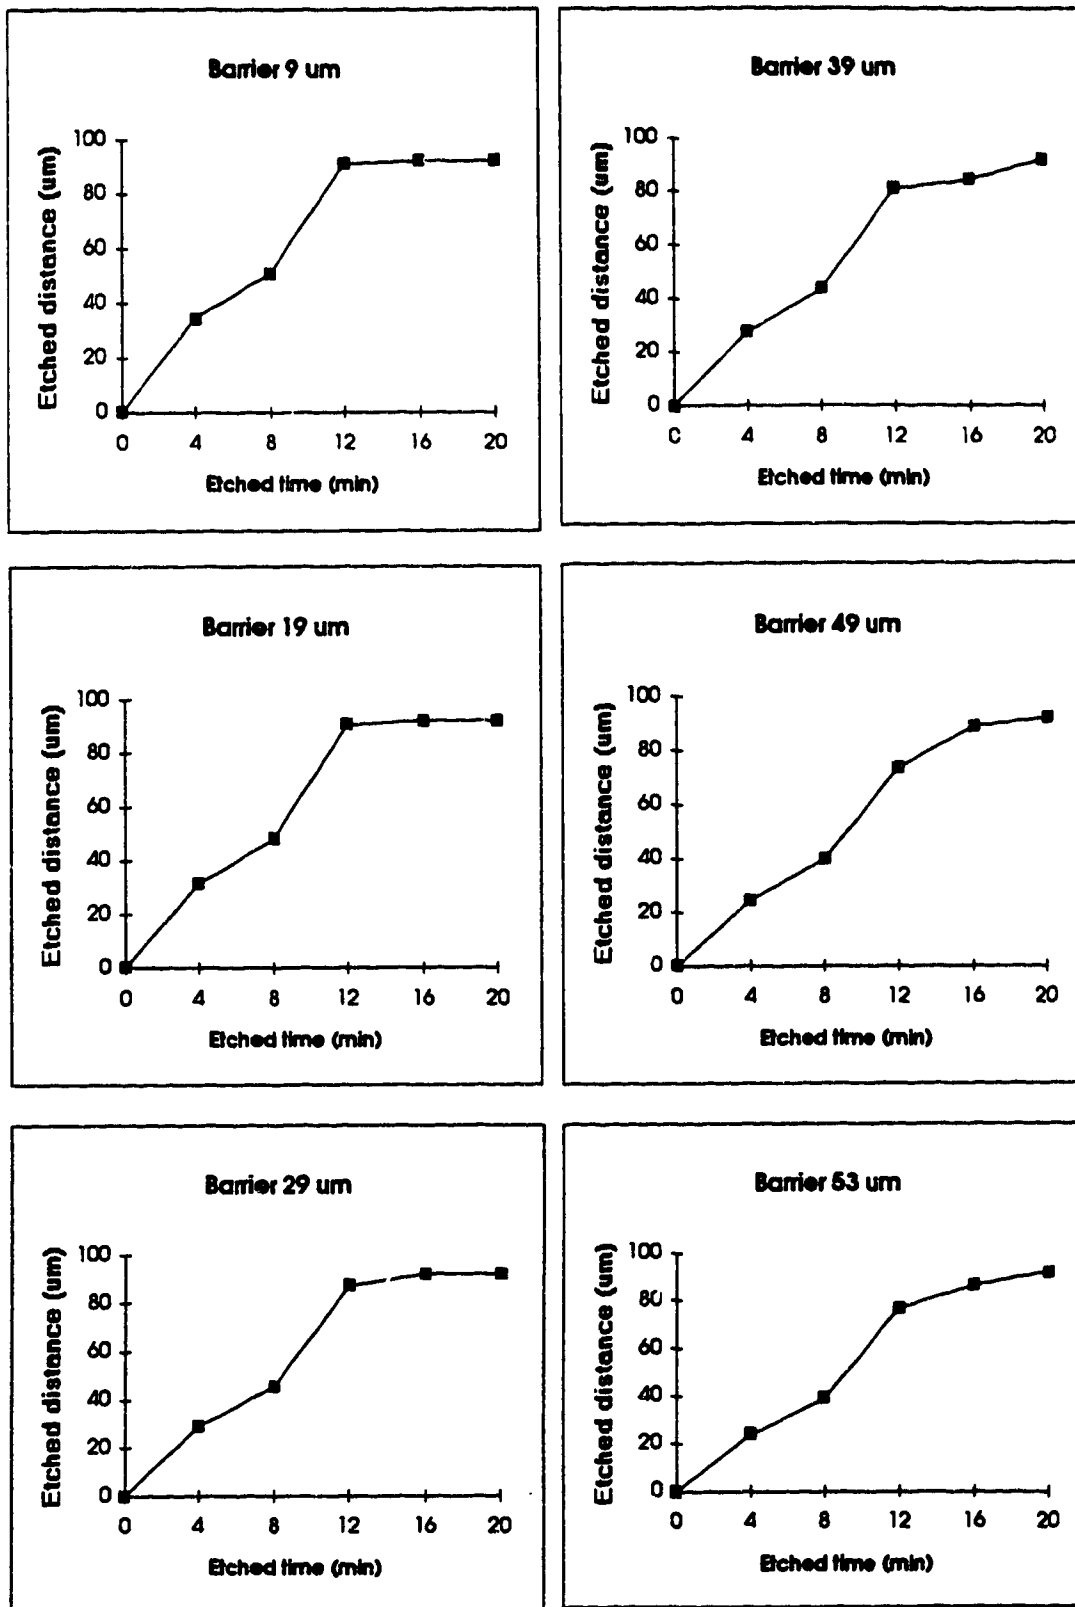 Barrier 9 um
Etched distance (um)
100
80
60
40
20
0
0 4 8 12 16 20
Etched time (min)
Barrier 39 um
Etched distance (um)
100
80
60
40
20
0
0 4 8 12 16 20
Etched time (min)
Barrier 19 um
Etched distance (um)
100
80
60
40
20
0
0 4 8 12 16 20
Etched time (min)
Barrier 49 um
Etched distance (um)
100
80
60
40
20
0
0 4 8 12 16 20
Etched time (min)
Barrier 29 um
Etched distance (um)
100
80
60
40
20
0
0 4 8 12 16 20
Etched time (min)
Barrier 53 um
Etched distance (um)
100
80
60
40
20
0
0 4 8 12 16 20
Etched time (min)